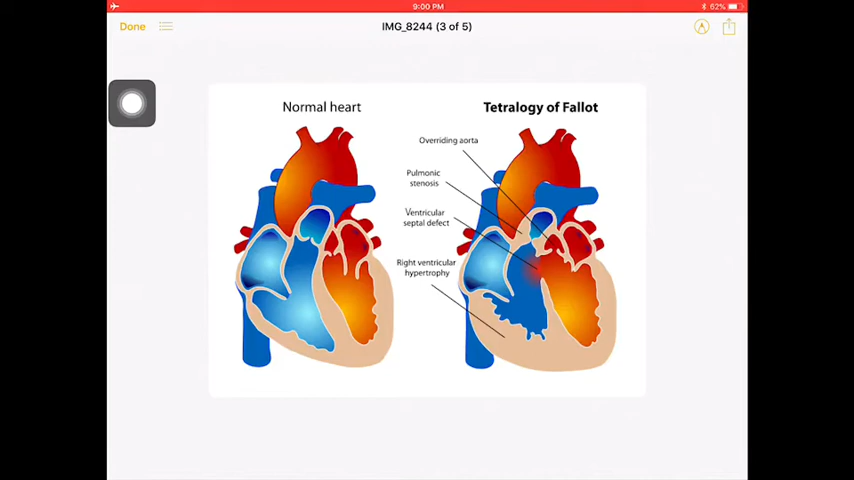 9:00 PM
62%
Done
IMG_8244 (3 of 5)
Normal heart
Tetralogy of Fallot
Overriding aorta
Pulmonic
stenosis
Ventricular
septal defect
Right ventricular
hypertrophy